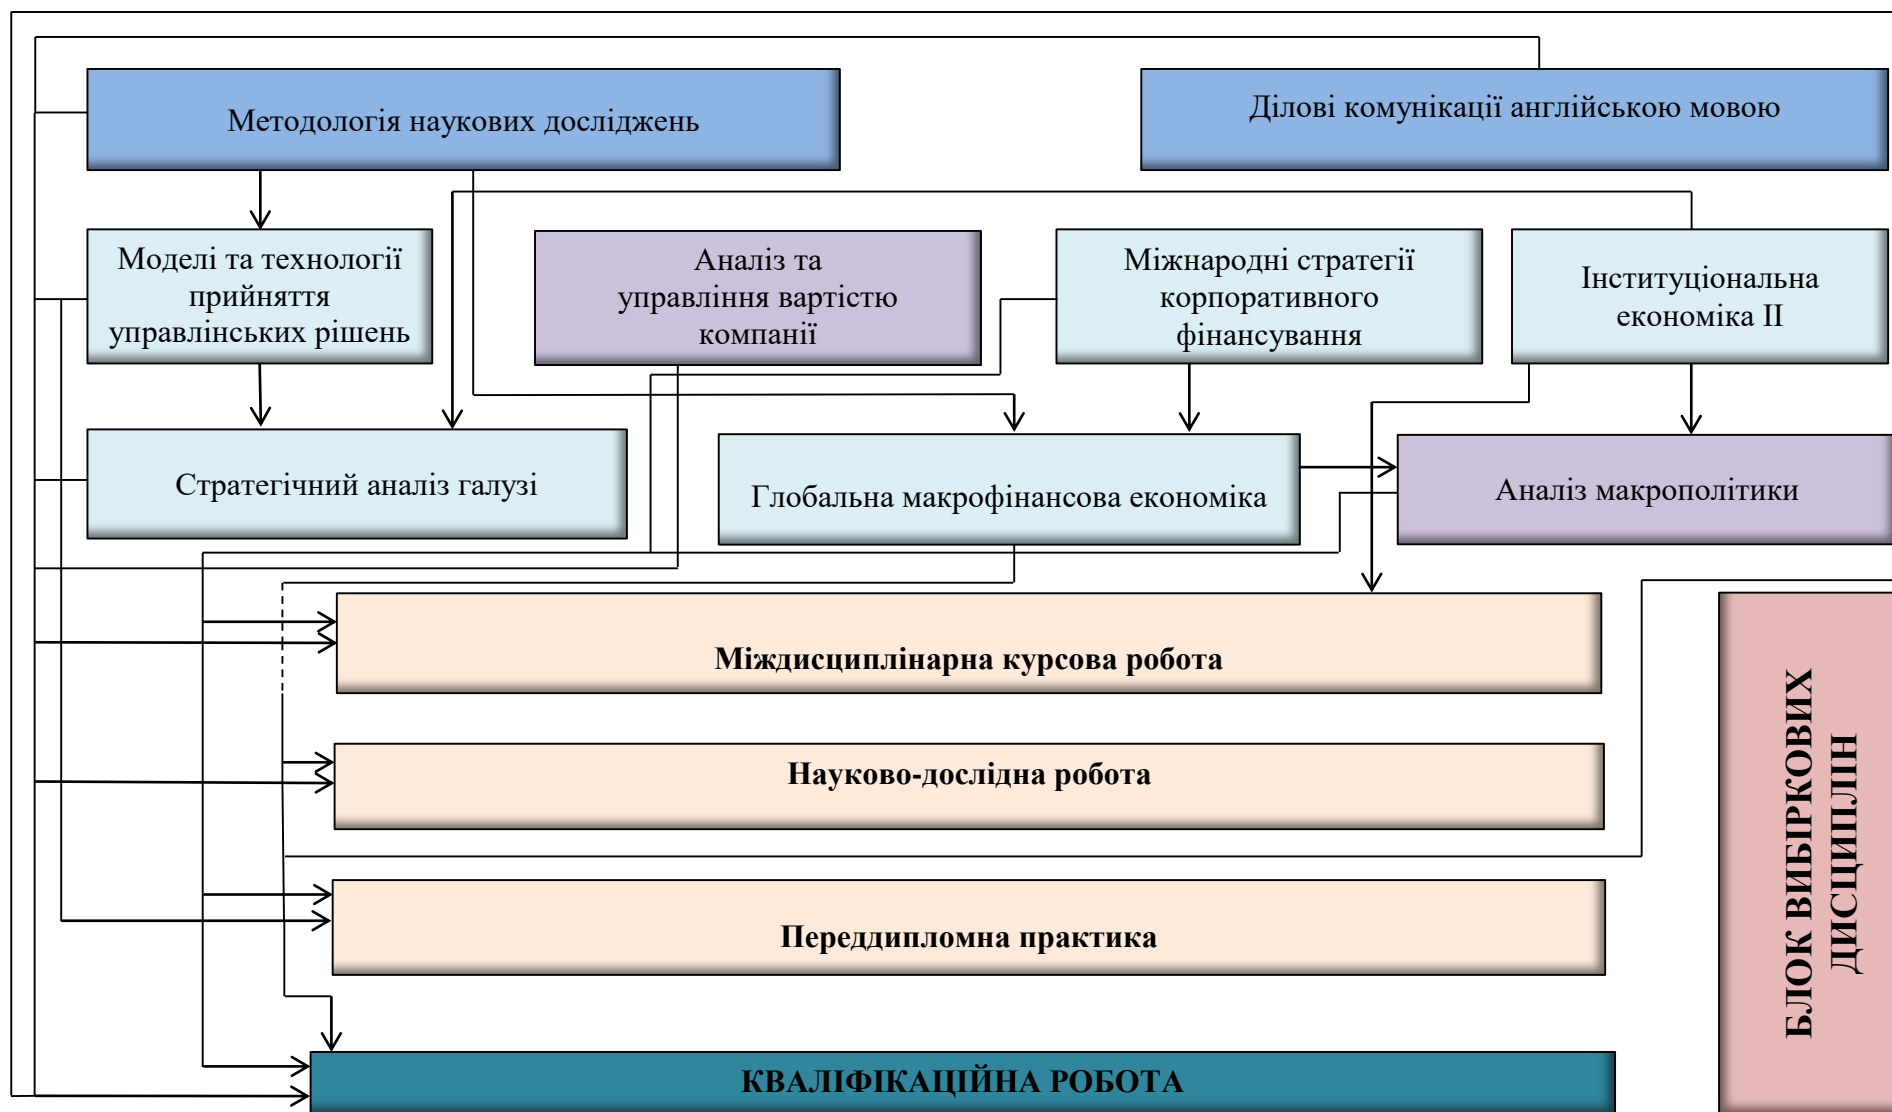 Методологія наукових досліджень
Ділові комунікації англійською мовою
Моделі та технології
прийняття
управлінських рішень
Аналіз та
управління вартістю
компанії
Міжнародні стратегії
корпоративного
фінансування
Інституціональна
економіка II
Стратегічний аналіз галузі
Глобальна макрофінансова економіка
Аналіз макрополітики
Міждисциплінарна курсова робота
Науково-дослідна робота
Переддипломна практика
КВАЛІФІКАЦІЙНА РОБОТА
БЛОК ВИБІРКОВИХ
ДИСЦИПЛІН